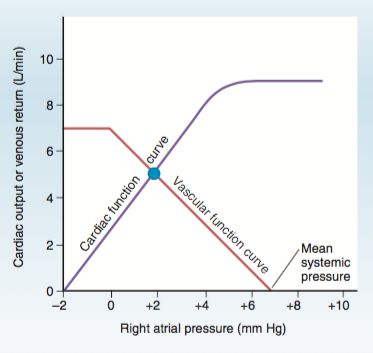 Cardiac output or venous return (L/min)
10
8
6
4
2
0
−2
0
+2
+4
+6
+8
+10
Right atrial pressure (mm Hg)
Cardiac function curve
Vascular function curve
Mean
systemic
pressure